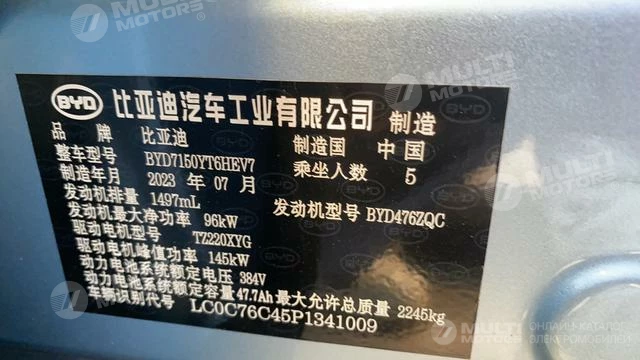 BYD 比亚迪汽车工业有限公司 制造
品 牌 比亚迪 制造国 中 国
整车型号 BYD7150YT6HEV7 乘坐人数 5
制造年月 2023 年 07 月
发动机排量 1497mL
发动机最大净功率 96kW 发动机型号 BYD476ZQC
驱动电机型号 TZ220XYG
驱动电机峰值功率 145kW
动力电池系统额定电压 384V
动力电池系统额定容量 47.7Ah 最大允许总质量 2245kg
车辆识别代号 LC0C76C45P1341009
MULTI MOTORS
ОНЛАЙН-КАТАЛОГ
ЭЛЕКТРОМОБИЛЕЙ